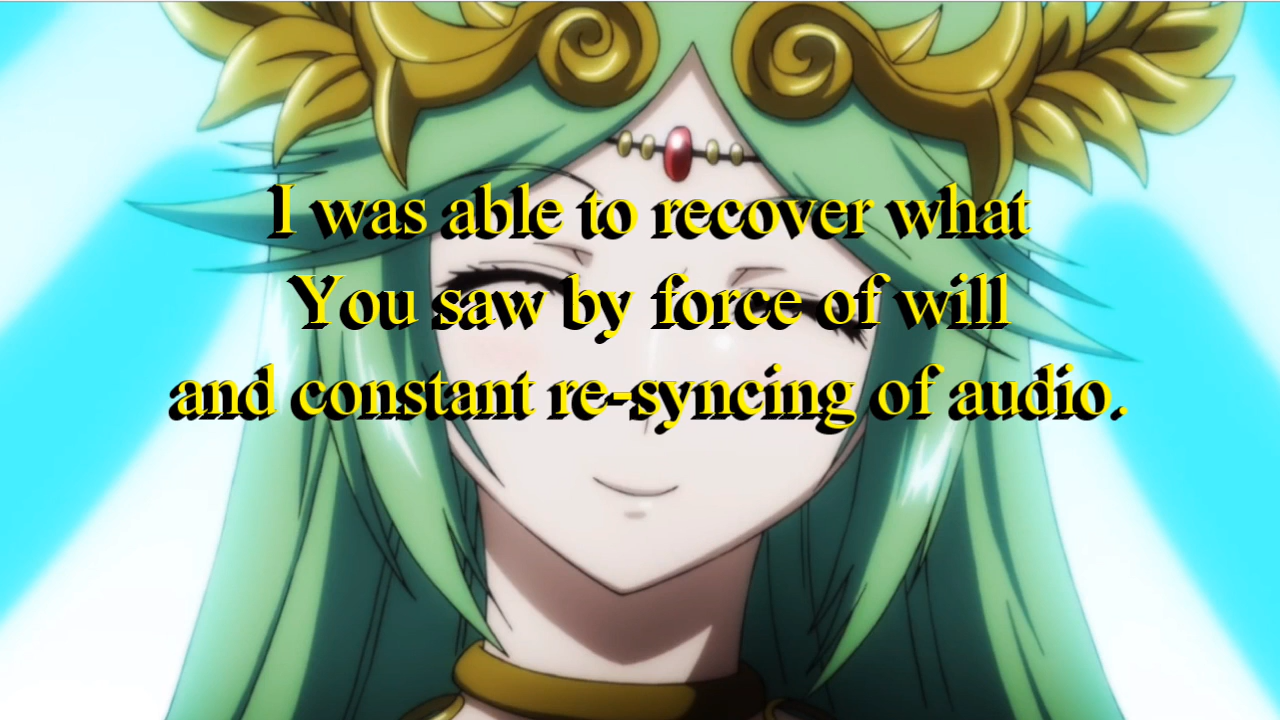 I was able to recover what
You saw by force of will
and constant re-syncing of audio.